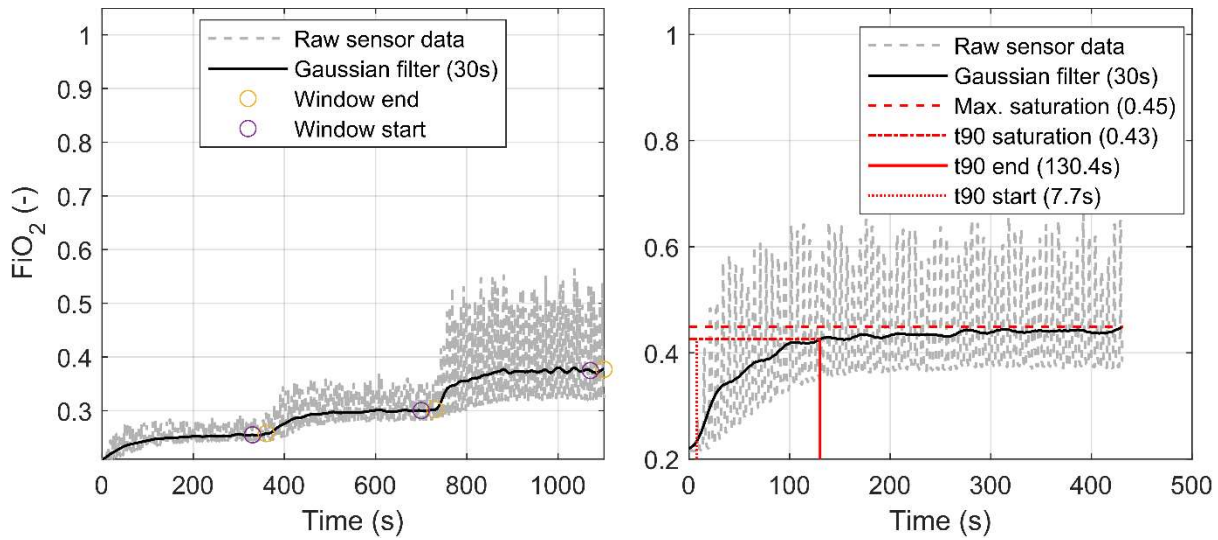 1
0.9
0.8
0.7
0.6
0.5
0.4
0.3
FiO2 (-)
0 200 400 600 800 1000
Time (s)
Raw sensor data
Gaussian filter (30s)
Window end
Window start
1
0.8
0.6
0.4
0.2
0 100 200 300 400 500
Time (s)
Raw sensor data
Gaussian filter (30s)
Max. saturation (0.45)
t90 saturation (0.43)
t90 end (130.4s)
t90 start (7.7s)